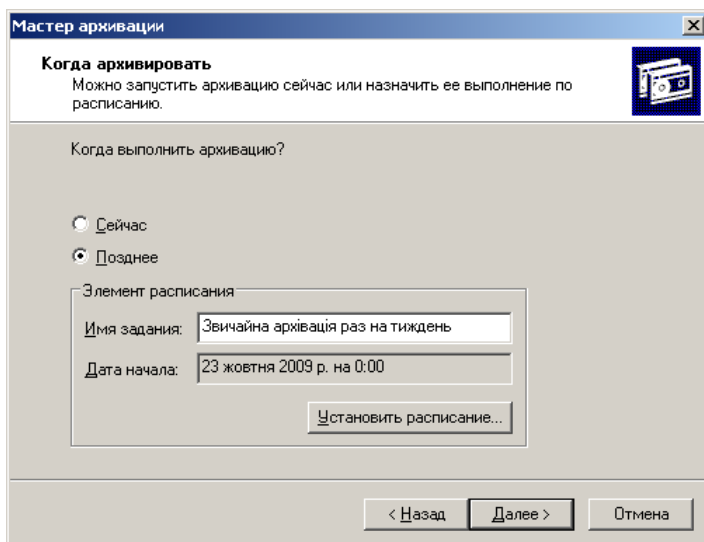 Мастер архивации
Когда архивировать
Можно запустить архивацию сейчас или назначить ее выполнение по
расписанию.
Когда выполнить архивацию?
Сейчас
Позднее
Элемент расписания
Имя задания: Звичайна архівація раз на тиждень
Дата начала: 23 жовтня 2009 р. на 0:00
Установить расписание...
< Назад Далее > Отмена